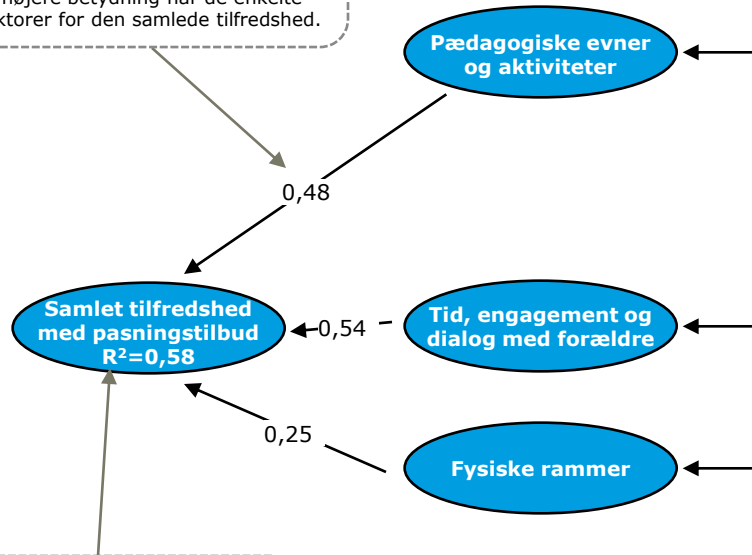 højere betydning har de enkelte
ktorer for den samlede tilfredshed.
Pædagogiske evner
og aktiviteter
0,48
Samlet tilfredshed
med pasningstilbud
R²=0,58
0,54
Tid, engagement og
dialog med forældre
0,25
Fysiske rammer